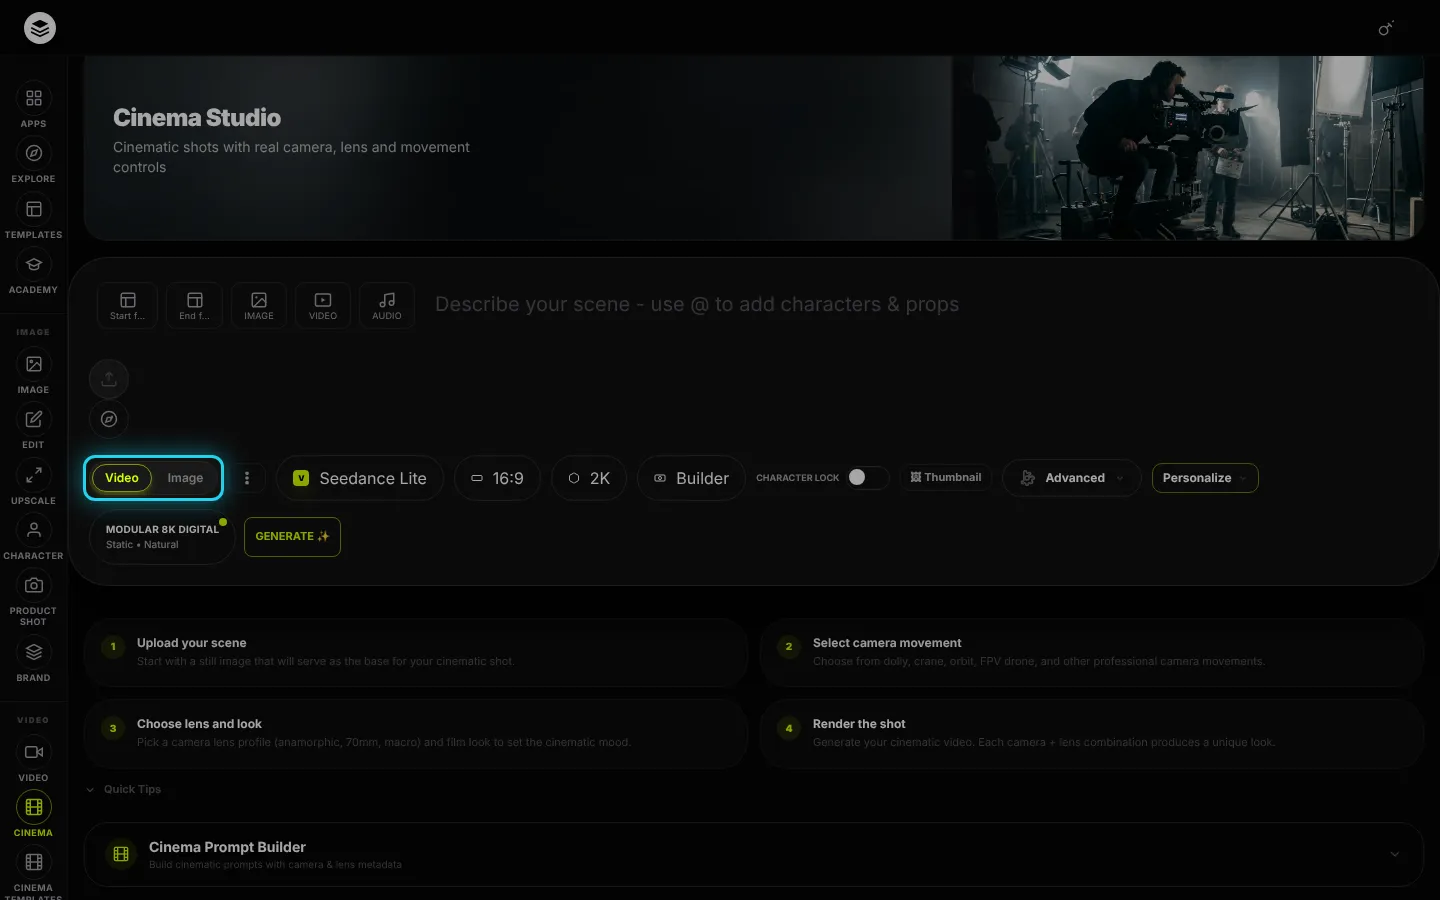 Cinema Studio
Cinematic shots with real camera, lens and movement
controls
APPS
EXPLORE
TEMPLATES
ACADEMY
IMAGE
IMAGE
EDIT
UPSCALE
CHARACTER
PRODUCT
SHOT
BRAND
VIDEO
VIDEO
CINEMA
CINEMA
TEMPLATES
Start f...
End f...
IMAGE
VIDEO
AUDIO
Describe your scene - use @ to add characters & props
Video
Image
V
Seedance Lite
16:9
2K
Builder
CHARACTER LOCK
Thumbnail
Advanced
Personalize
MODULAR 8K DIGITAL
Static • Natural
GENERATE ✨
1
Upload your scene
Start with a still image that will serve as the base for your cinematic shot.
2
Select camera movement
Choose from dolly, crane, orbit, FPV drone, and other professional camera movements.
3
Choose lens and look
Pick a camera lens profile (anamorphic, 70mm, macro) and film look to set the cinematic mood.
4
Render the shot
Generate your cinematic video. Each camera + lens combination produces a unique look.
Quick Tips
Cinema Prompt Builder
Build cinematic prompts with camera & lens metadata